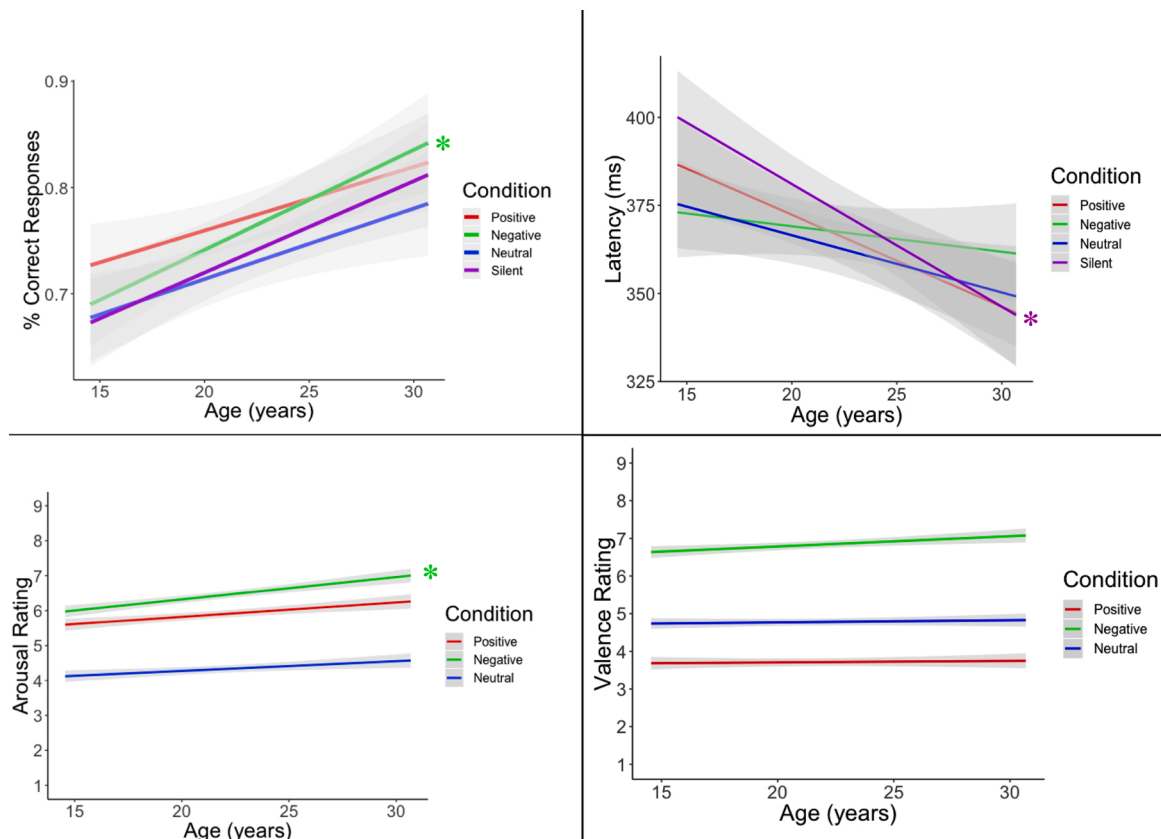 % Correct Responses
0.9
0.8
0.7
15 20 25 30
Age (years)
*
Condition
Positive
Negative
Neutral
Silent
Latency (ms)
400
375
350
325
15 20 25 30
Age (years)
*
Condition
Positive
Negative
Neutral
Silent
Arousal Rating
9
8
7
6
5
4
3
2
1
15 20 25 30
Age (years)
*
Condition
Positive
Negative
Neutral
Valence Rating
9
8
7
6
5
4
3
2
1
15 20 25 30
Age (years)
Condition
Positive
Negative
Neutral